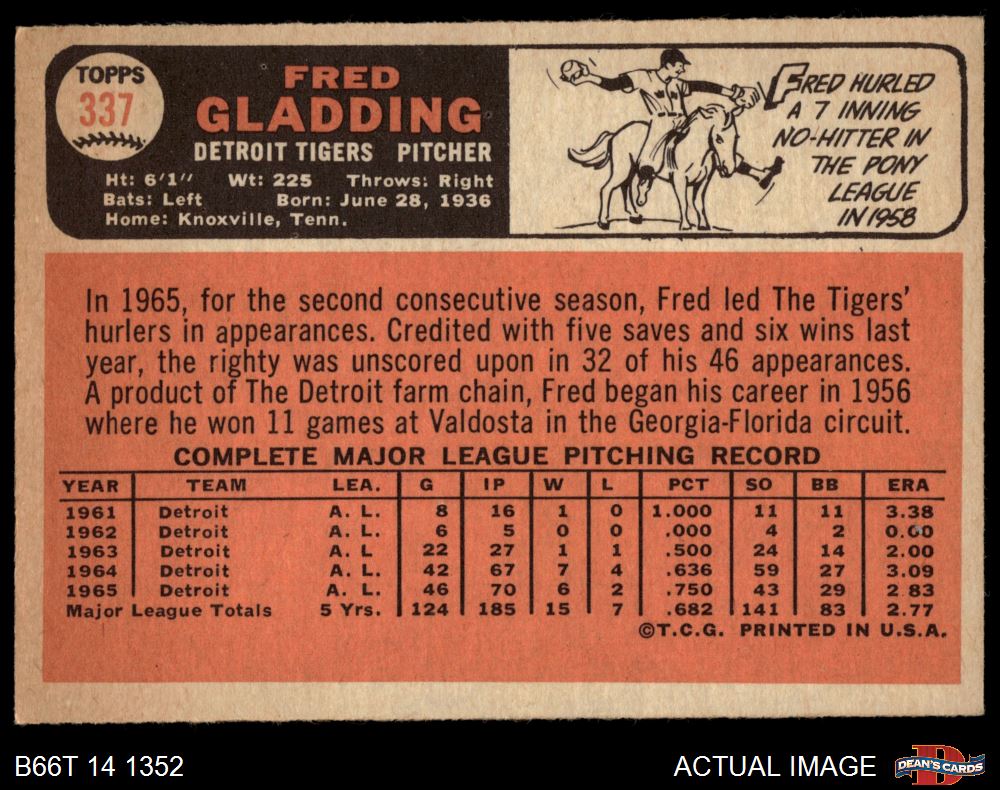 TOPPS
337
FRED
GLADDING
DETROIT TIGERS PITCHER
Ht: 6'1" Wt: 225 Throws: Right
Bats: Left Born: June 28, 1936
Home: Knoxville, Tenn.
FRED HURLED
A 7 INNING
NO-HITTER IN
THE PONY
LEAGUE
IN 1958
In 1965, for the second consecutive season, Fred led The Tigers'
hurlers in appearances. Credited with five saves and six wins last
year, the righty was unscored upon in 32 of his 46 appearances.
A product of The Detroit farm chain, Fred began his career in 1956
where he won 11 games at Valdosta in the Georgia-Florida circuit.
COMPLETE MAJOR LEAGUE PITCHING RECORD
YEAR TEAM LEA. G IP W L PCT SO BB ERA
1961 Detroit A. L. 8 16 1 0 1.000 11 11 3.38
1962 Detroit A. L. 6 5 0 0 .000 4 2 0.00
1963 Detroit A. L 22 27 1 1 .500 24 14 2.00
1964 Detroit A. L. 42 67 7 4 .636 59 27 3.09
1965 Detroit A. L. 46 70 6 2 .750 43 29 2.83
Major League Totals 5 Yrs. 124 185 15 7 .682 141 83 2.77
©T.C.G. PRINTED IN U.S.A.
B66T 14 1352
ACTUAL IMAGE
D
DEAN'S CARDS